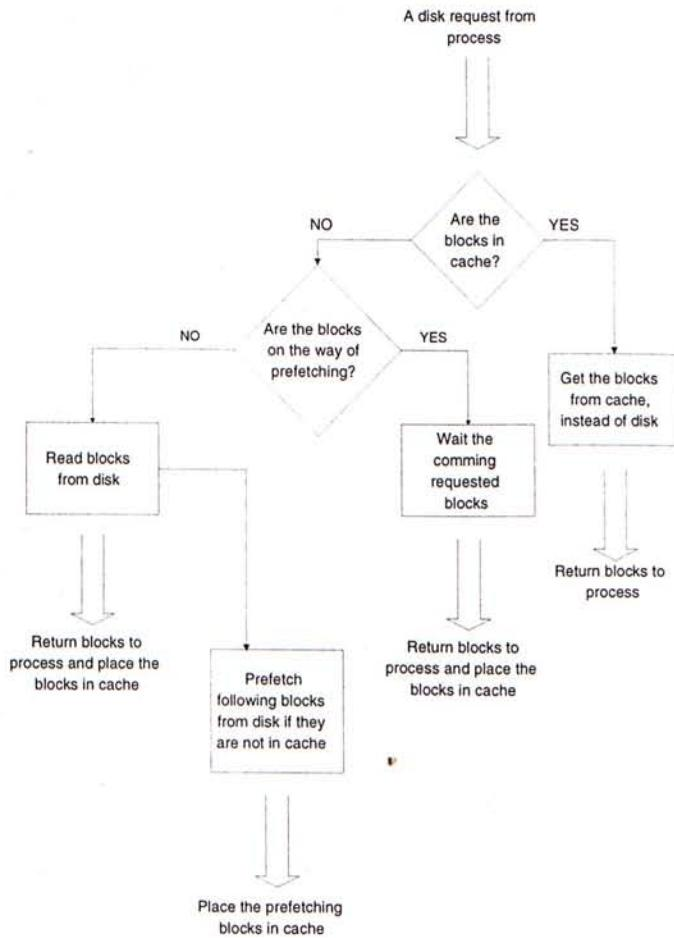 A disk request from
process
Are the
blocks in
cache?
NO
YES
Are the blocks
on the way of
prefetching?
NO
YES
Get the blocks
from cache,
instead of disk
Read blocks
from disk
Wait the
comming
requested
blocks
Return blocks to
process
Return blocks to
process and place the
blocks in cache
Return blocks to
process and place the
blocks in cache
Prefetch
following blocks
from disk if they
are not in cache
Place the prefetching
blocks in cache